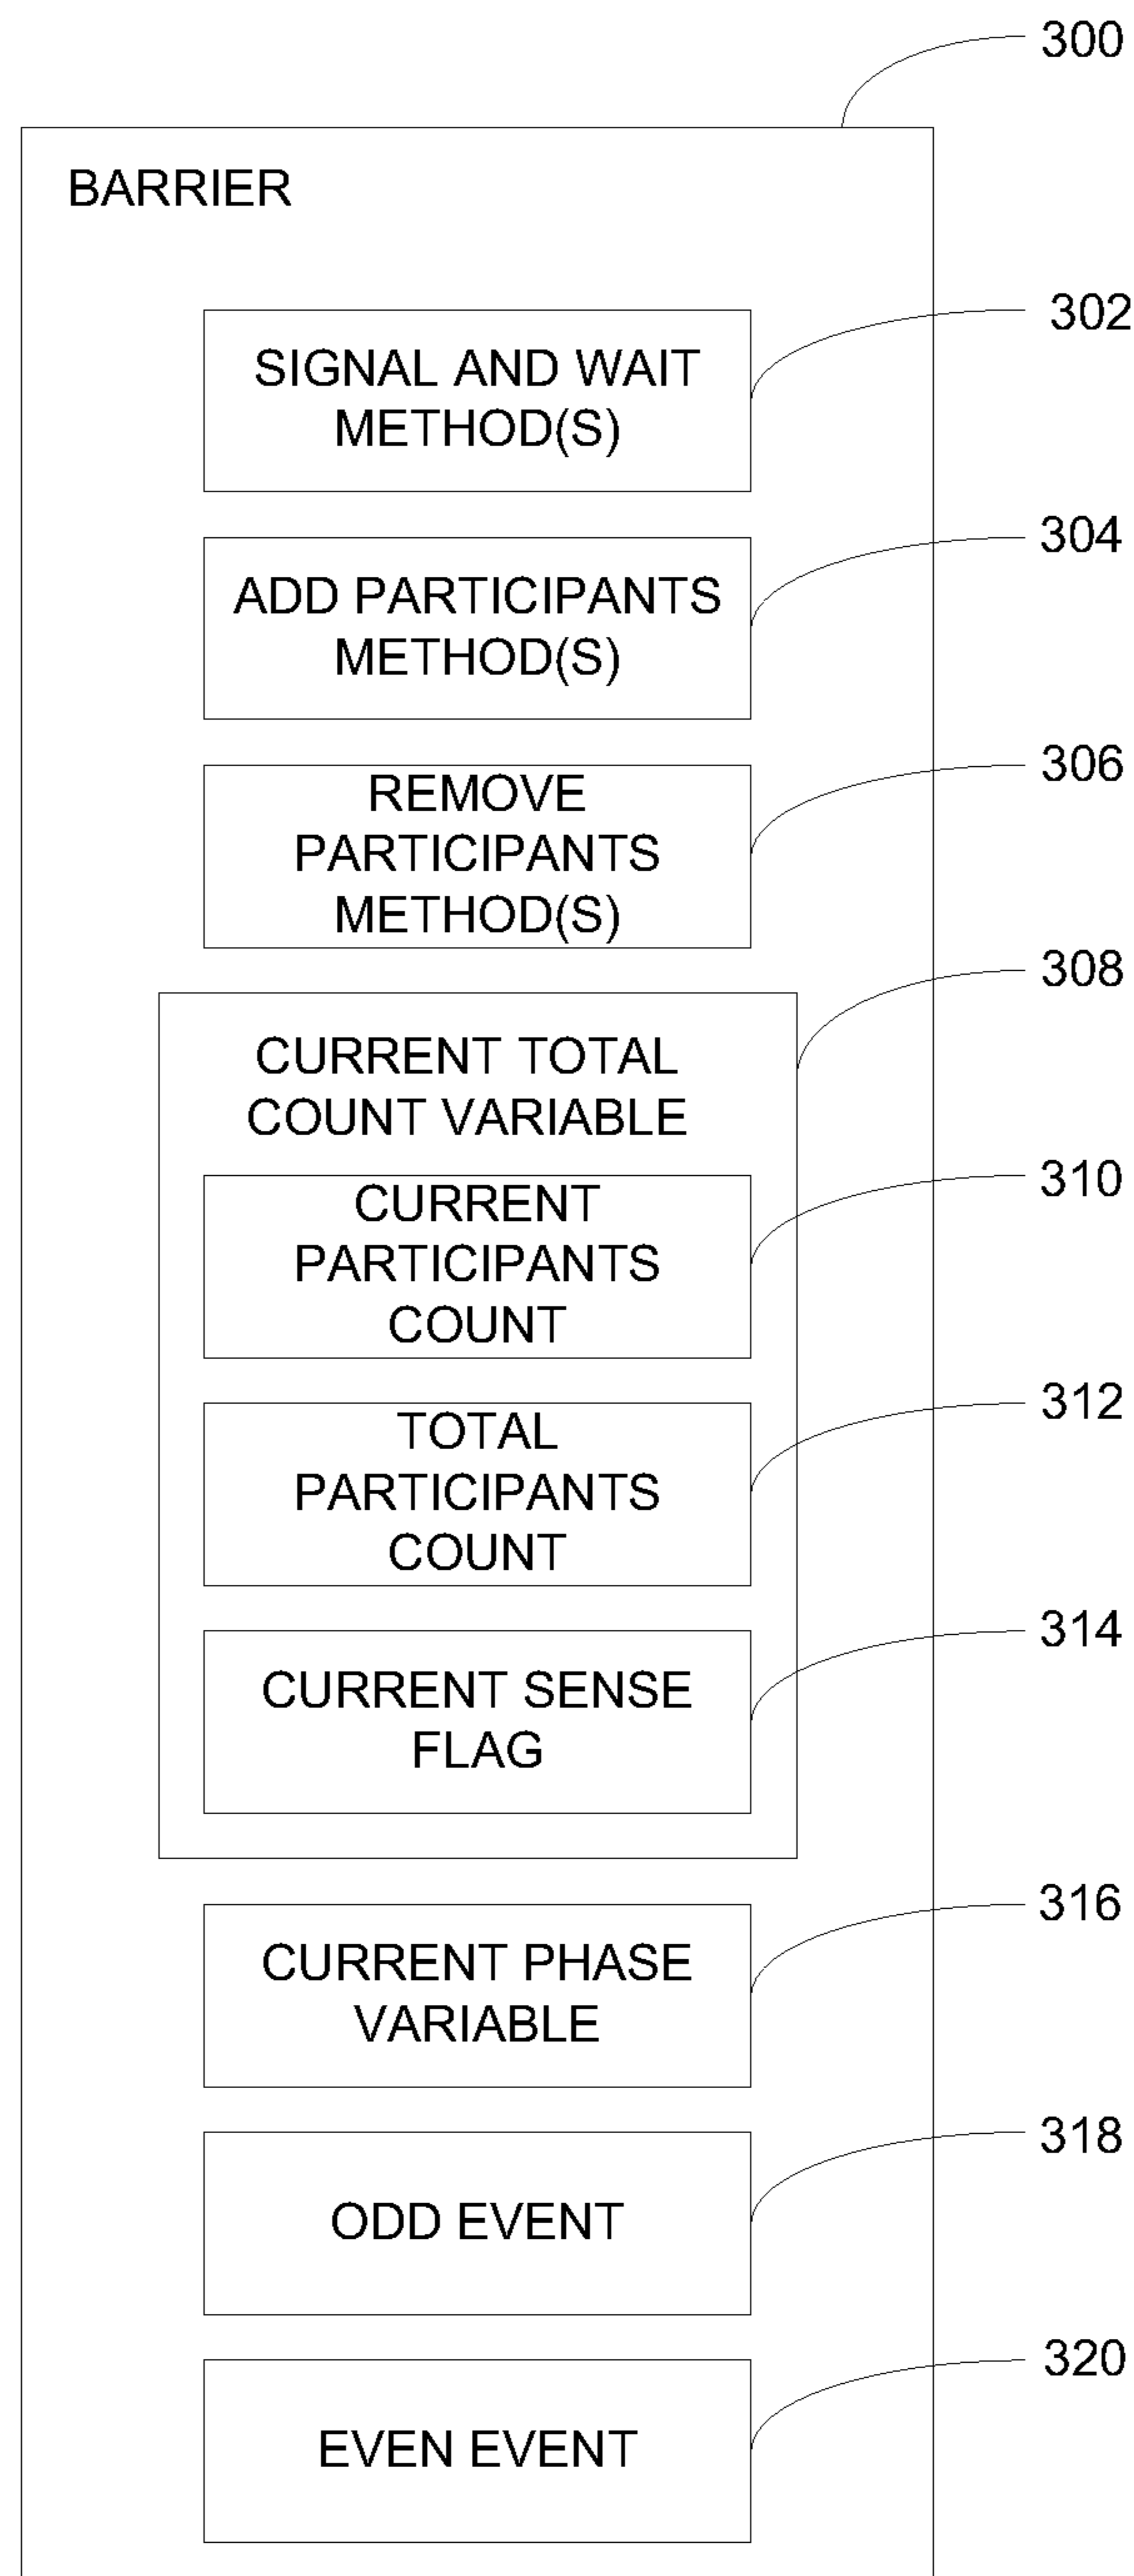 300
BARRIER
302
SIGNAL AND WAIT
METHOD(S)
304
ADD PARTICIPANTS
METHOD(S)
306
REMOVE
PARTICIPANTS
METHOD(S)
308
CURRENT TOTAL
COUNT VARIABLE
310
CURRENT
PARTICIPANTS
COUNT
312
TOTAL
PARTICIPANTS
COUNT
314
CURRENT SENSE
FLAG
316
CURRENT PHASE
VARIABLE
318
ODD EVENT
320
EVEN EVENT